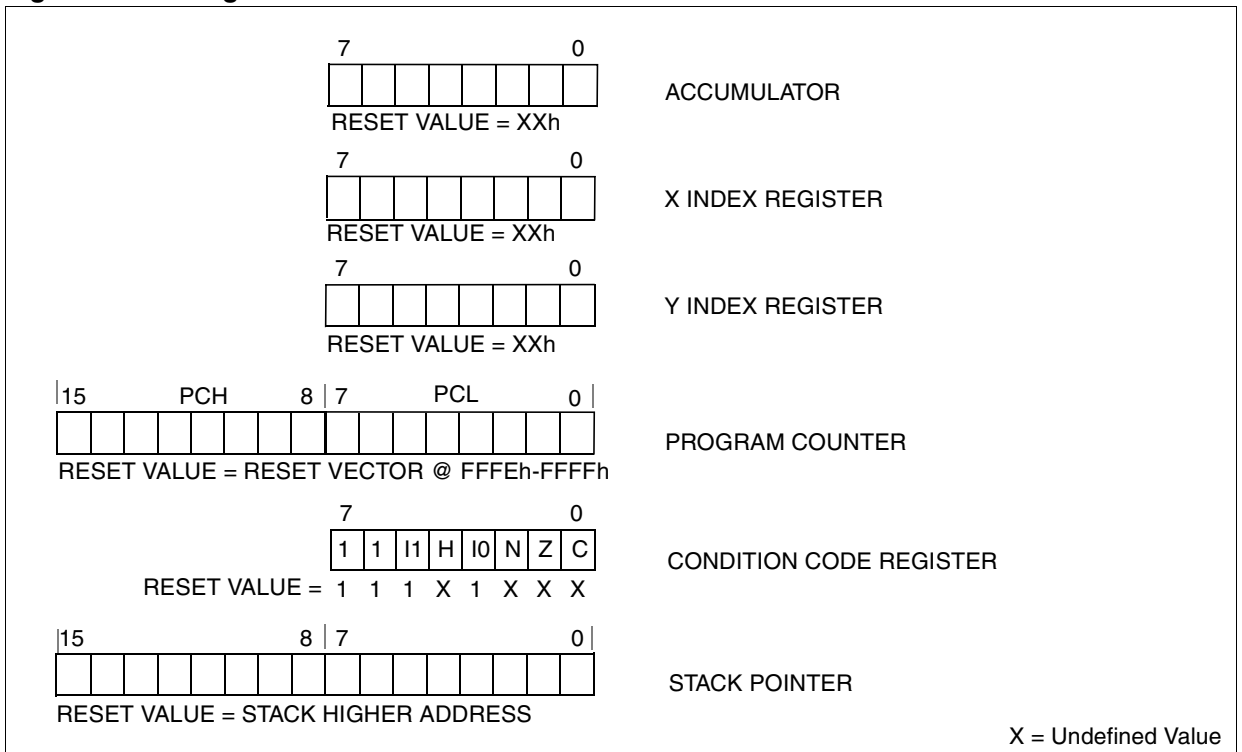 7 0
ACCUMULATOR
RESET VALUE = XXh
7 0
X INDEX REGISTER
RESET VALUE = XXh
7 0
Y INDEX REGISTER
RESET VALUE = XXh
15 PCH 8 7 PCL 0
PROGRAM COUNTER
RESET VALUE = RESET VECTOR @ FFFEh-FFFFh
7 0
1 1 I1 H I0 N Z C
CONDITION CODE REGISTER
RESET VALUE = 1 1 1 X 1 X X X
15 8 7 0
STACK POINTER
RESET VALUE = STACK HIGHER ADDRESS
X = Undefined Value